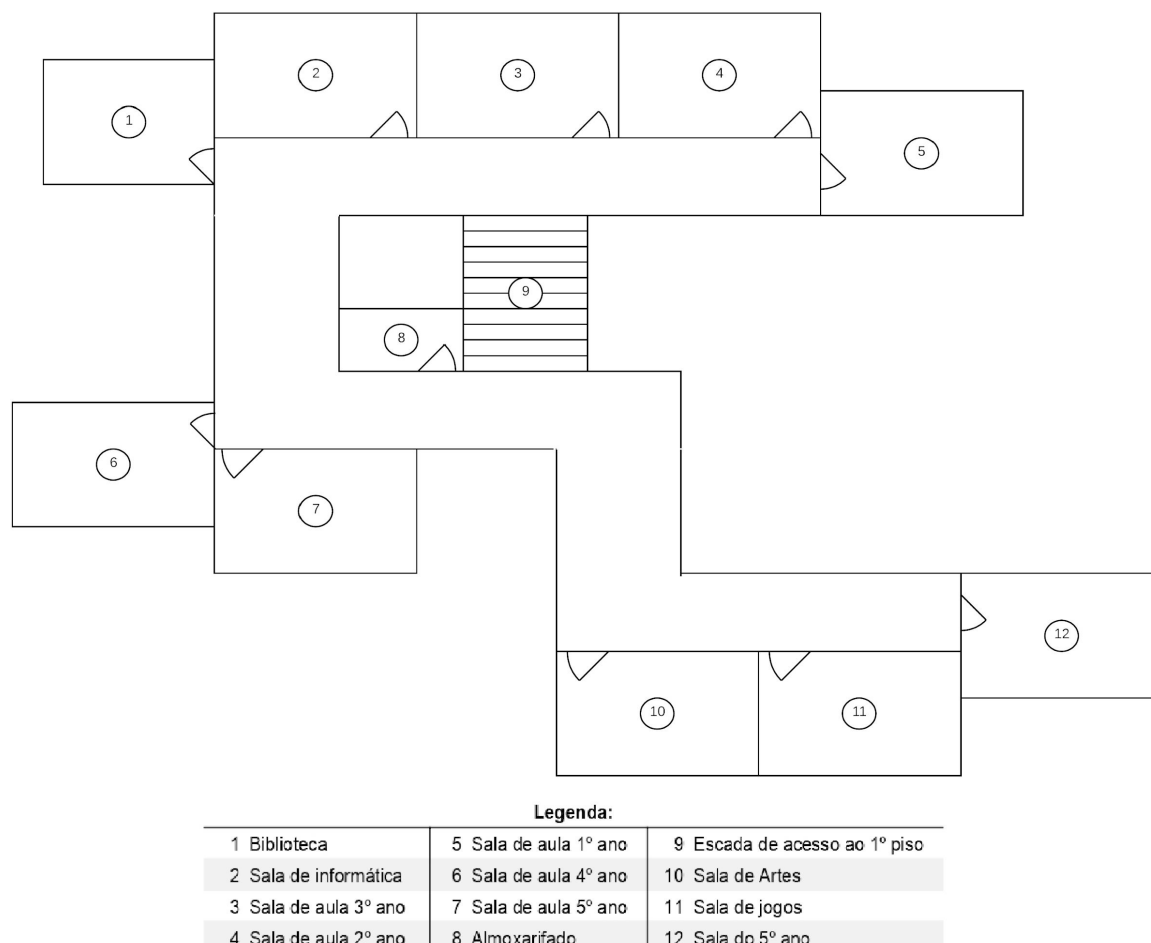 2
3
4
1
5
9
8
6
7
12
10
11
Legenda:
1 Biblioteca
5 Sala de aula 1º ano
9 Escada de acesso ao 1º piso
2 Sala de informática
6 Sala de aula 4º ano
10 Sala de Artes
3 Sala de aula 3º ano
7 Sala de aula 5º ano
11 Sala de jogos
4 Sala de aula 2º ano
8 Almoxarifado
12 Sala do 5º ano